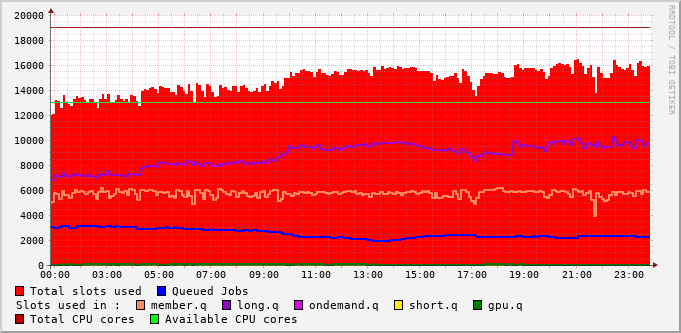 20000
18000
16000
14000
12000
10000
8000
6000
4000
2000
0
00:00 03:00 05:00 07:00 09:00 11:00 13:00 15:00 17:00 19:00 21:00 23:00
Total slots used Queued Jobs
Slots used in : member.q long.q ondemand.q short.q gpu.q
Total CPU cores Available CPU cores
RRDTOOL / TOBI OETIKER